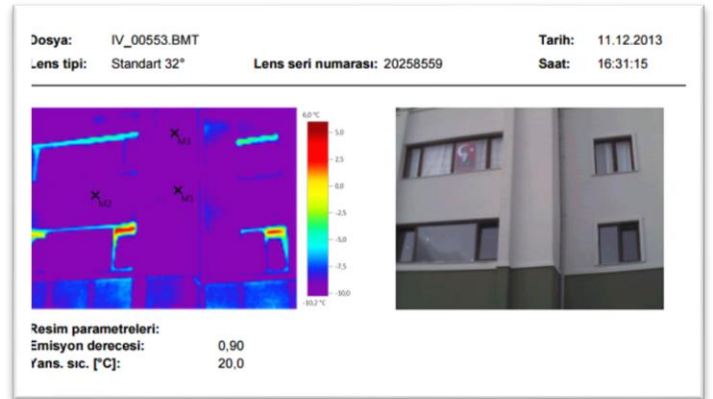 Dosya: IV_00553.BMT Tarih: 11.12.2013
Lens tipi: Standart 32° Lens seri numarası: 20258559 Saat: 16:31:15
6,0 °C
5,0
2,5
0,0
-2,5
-5,0
-7,5
-10,0
-10,2 °C
M3
M2
M1
Resim parametreleri:
Emisyon derecesi: 0,90
Yans. sıc. [°C]: 20,0